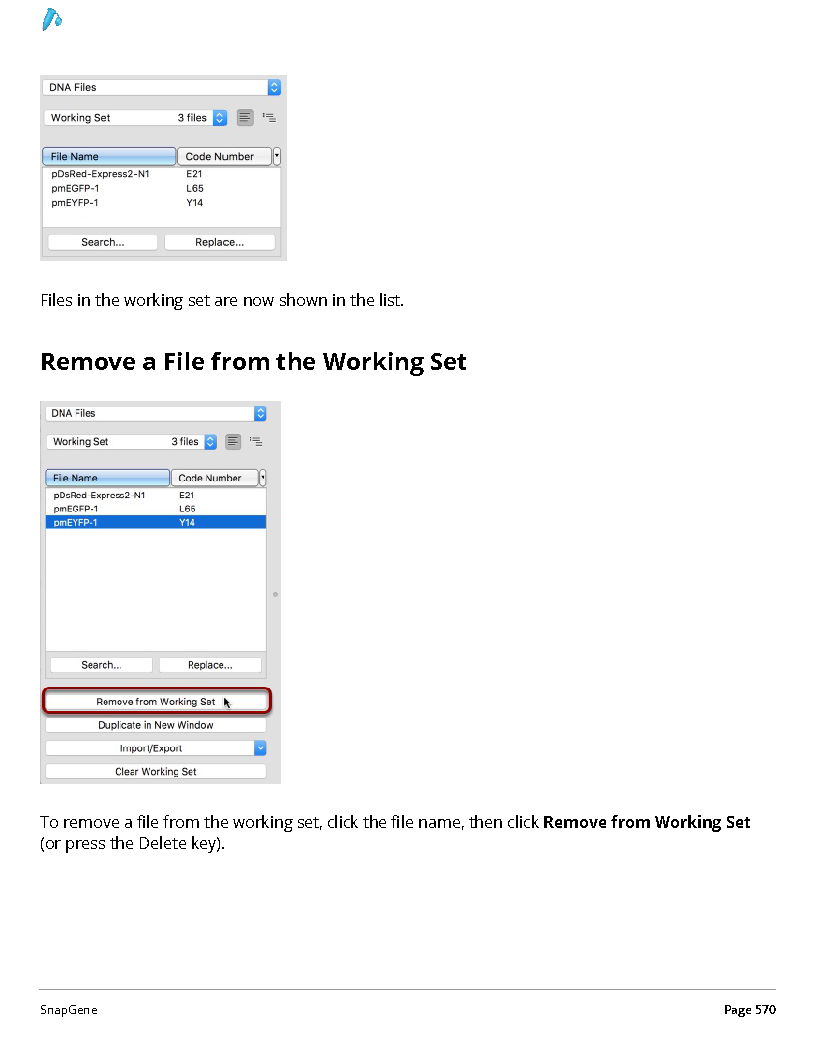 DNA Files
Working Set 3 files
File Name Code Number
pDsRed-Express2-N1 E21
pmEGFP-1 L65
pmEYFP-1 Y14
Search... Replace...
Files in the working set are now shown in the list.
Remove a File from the Working Set
DNA Files
Working Set 3 files
File Name Code Number
pDsRed-Express2-N1 E21
pmEGFP-1 L65
pmEYFP-1 Y14
Search... Replace...
Remove from Working Set
Duplicate in New Window
Import/Export
Clear Working Set
To remove a file from the working set, click the file name, then click Remove from Working Set
(or press the Delete key).
SnapGene Page 570